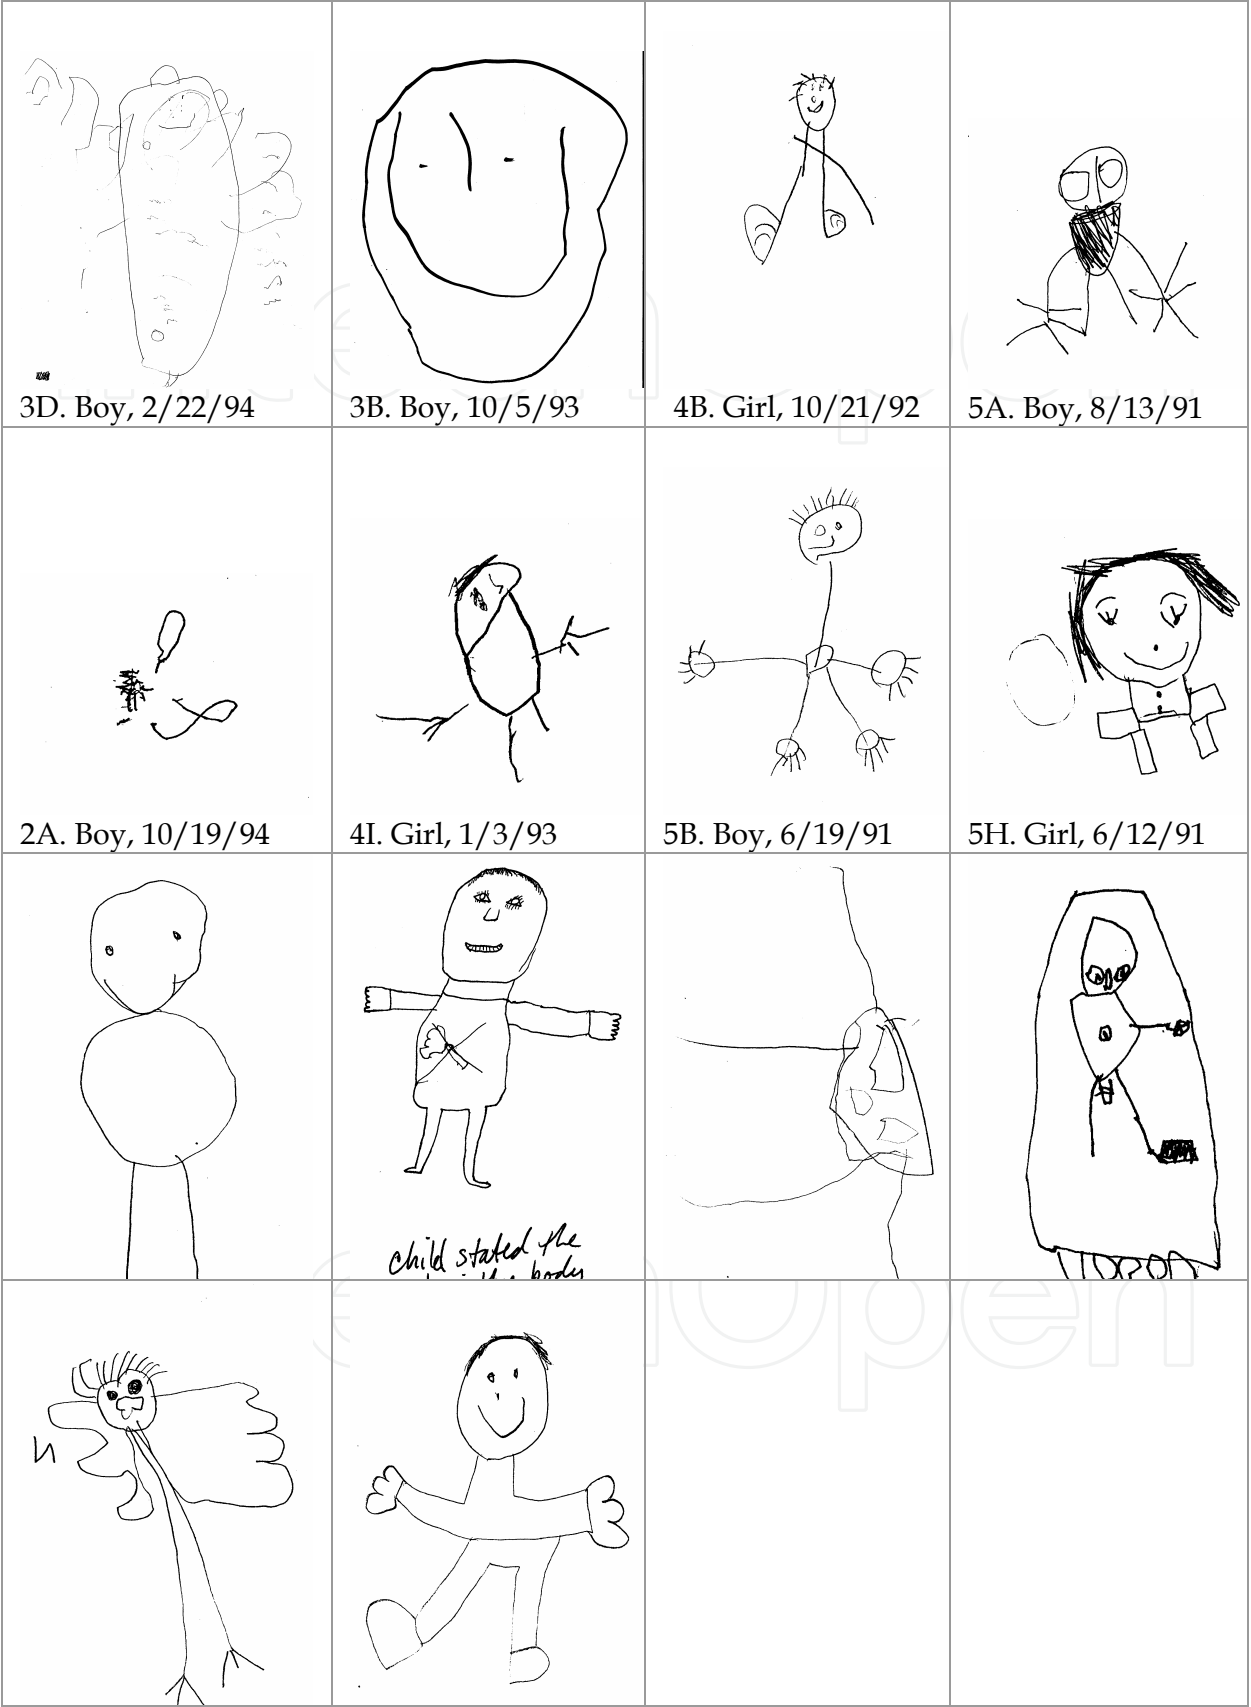 3D. Boy, 2/22/94
3B. Boy, 10/5/93
4B. Girl, 10/21/92
5A. Boy, 8/13/91
2A. Boy, 10/19/94
4I. Girl, 1/3/93
5B. Boy, 6/19/91
5H. Girl, 6/12/91
child stated the
body